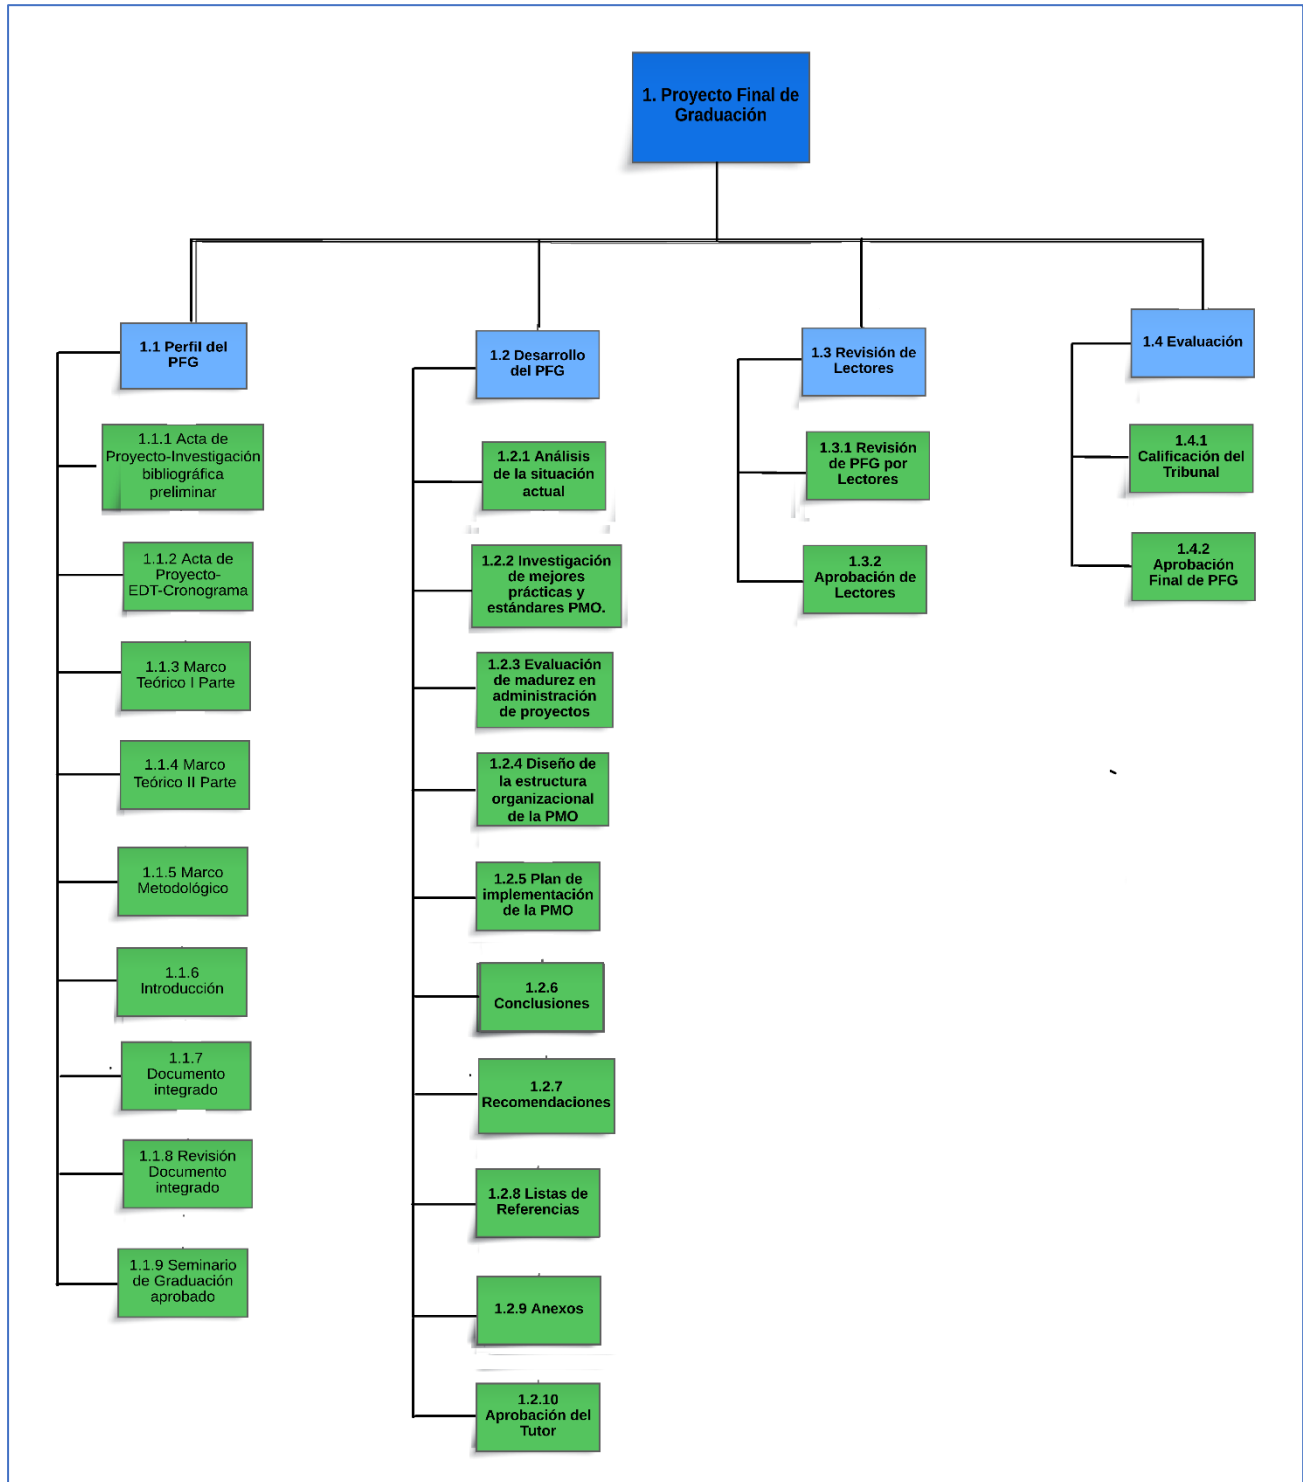 1. Proyecto Final de
Graduación
1.1 Perfil del
PFG
1.1.1 Acta de
Proyecto-Investigación
bibliográfica
preliminar
1.1.2 Acta de
Proyecto-
EDT-Cronograma
1.1.3 Marco
Teórico I Parte
1.1.4 Marco
Teórico II Parte
1.1.5 Marco
Metodológico
1.1.6
Introducción
1.1.7
Documento
integrado
1.1.8 Revisión
Documento
integrado
1.1.9 Seminario
de Graduación
aprobado
1.2 Desarrollo
del PFG
1.2.1 Análisis
de la situación
actual
1.2.2 Investigación
de mejores
prácticas y
estándares PMO.
1.2.3 Evaluación
de madurez en
administración
de proyectos
1.2.4 Diseño de
la estructura
organizacional
de la PMO
1.2.5 Plan de
implementación
de la PMO
1.2.6
Conclusiones
1.2.7
Recomendaciones
1.2.8 Listas de
Referencias
1.2.9 Anexos
1.2.10
Aprobación del
Tutor
1.3 Revisión de
Lectores
1.3.1 Revisión
de PFG por
Lectores
1.3.2
Aprobación de
Lectores
1.4 Evaluación
1.4.1
Calificación del
Tribunal
1.4.2
Aprobación
Final de PFG